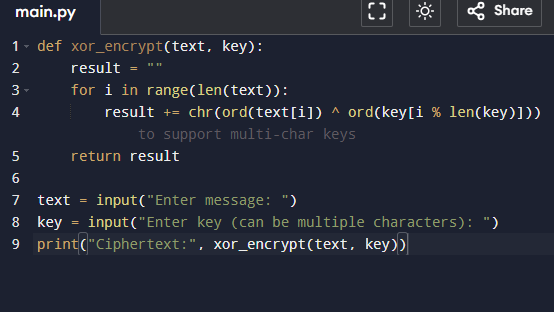 main.py
Share
1 def xor_encrypt(text, key):
2     result = ""
3     for i in range(len(text)):
4         result += chr(ord(text[i]) ^ ord(key[i % len(key)]))
            to support multi-char keys
5     return result
6
7 text = input("Enter message: ")
8 key = input("Enter key (can be multiple characters): ")
9 print("Ciphertext:", xor_encrypt(text, key))